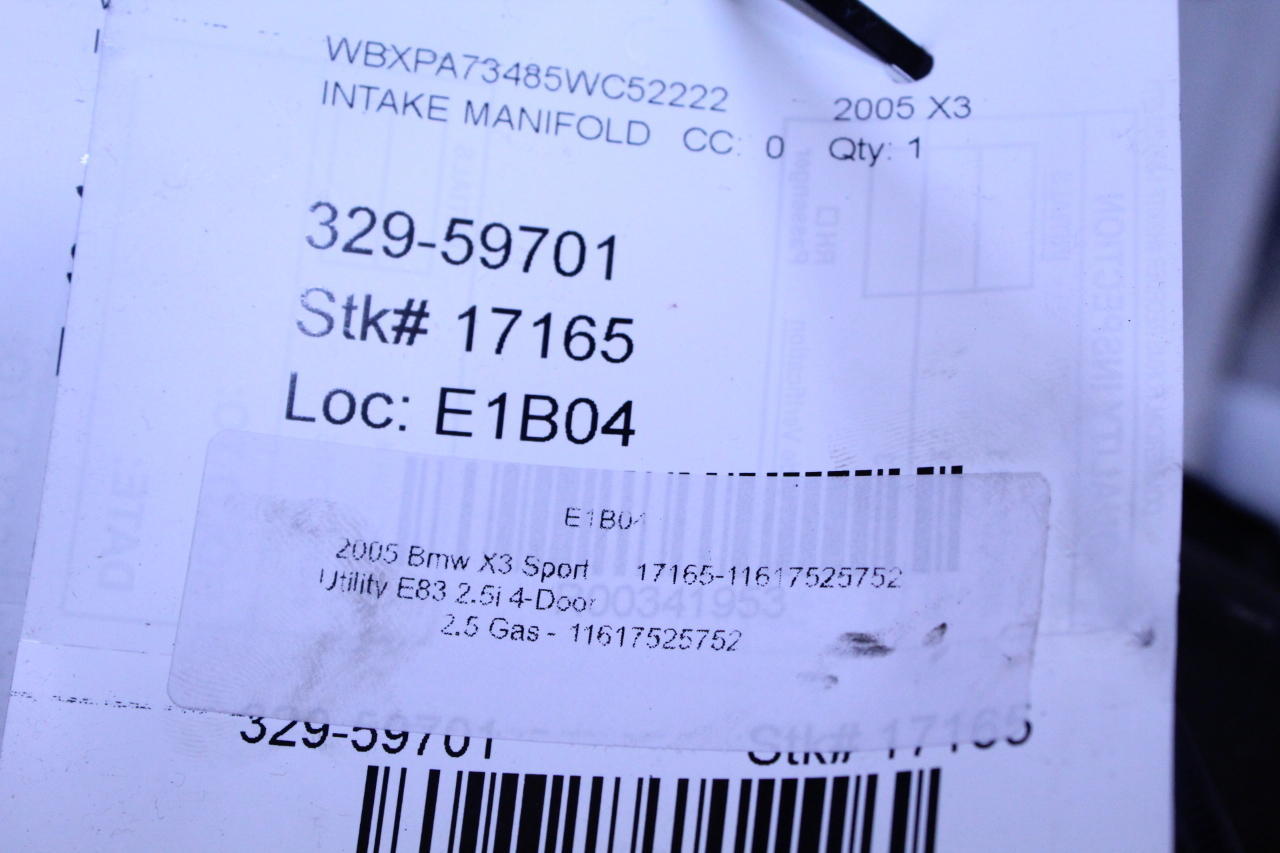 WBXPA73485WC52222 2005 X3
INTAKE MANIFOLD CC: 0 Qty: 1
329-59701
Stk# 17165
Loc: E1B04
E1B04
2005 Bmw X3 Sport 17165-11617525752
Utility E83 2.5i 4-Door
00341953
2.5 Gas - 11617525752
329-59701 Stk# 17165